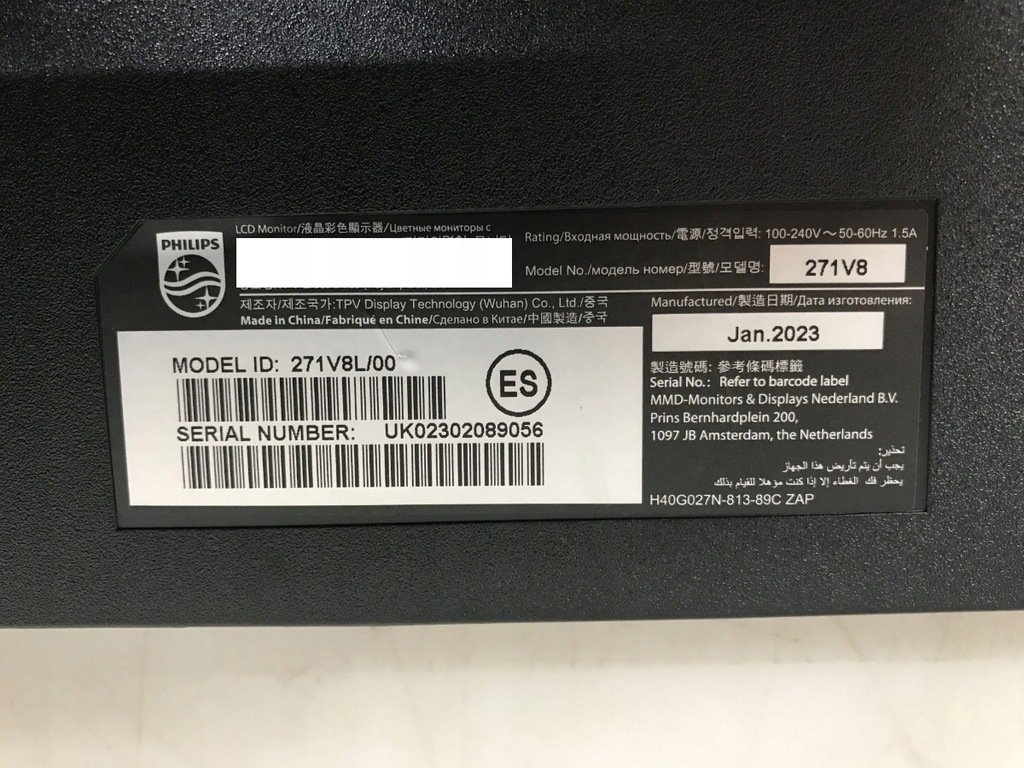 PHILIPS
LCD Monitor/液晶彩色顯示器/Цветные мониторы с
제조자/제조국가:TPV Display Technology (Wuhan) Co., Ltd./중국
Made in China/Fabriqué en Chine/Сделано в Китае/中國製造/중국
Rating/Входная мощность/電源/정격입력: 100-240V～50-60Hz 1.5A
Model No./модель номер/型號/모델명: 271V8
Manufactured/製造日期/Дата изготовления:
Jan.2023
MODEL ID: 271V8L/00
ES
SERIAL NUMBER: UK02302089056
製造號碼: 參考條碼標籤
Serial No.: Refer to barcode label
MMD-Monitors & Displays Nederland B.V.
Prins Bernhardplein 200,
1097 JB Amsterdam, the Netherlands
تحذير:
يجب أن يتم تأريض هذا الجهاز
يحظر فك الغطاء إلا إذا كنت مؤهلا للقيام بذلك
H40G027N-813-89C ZAP